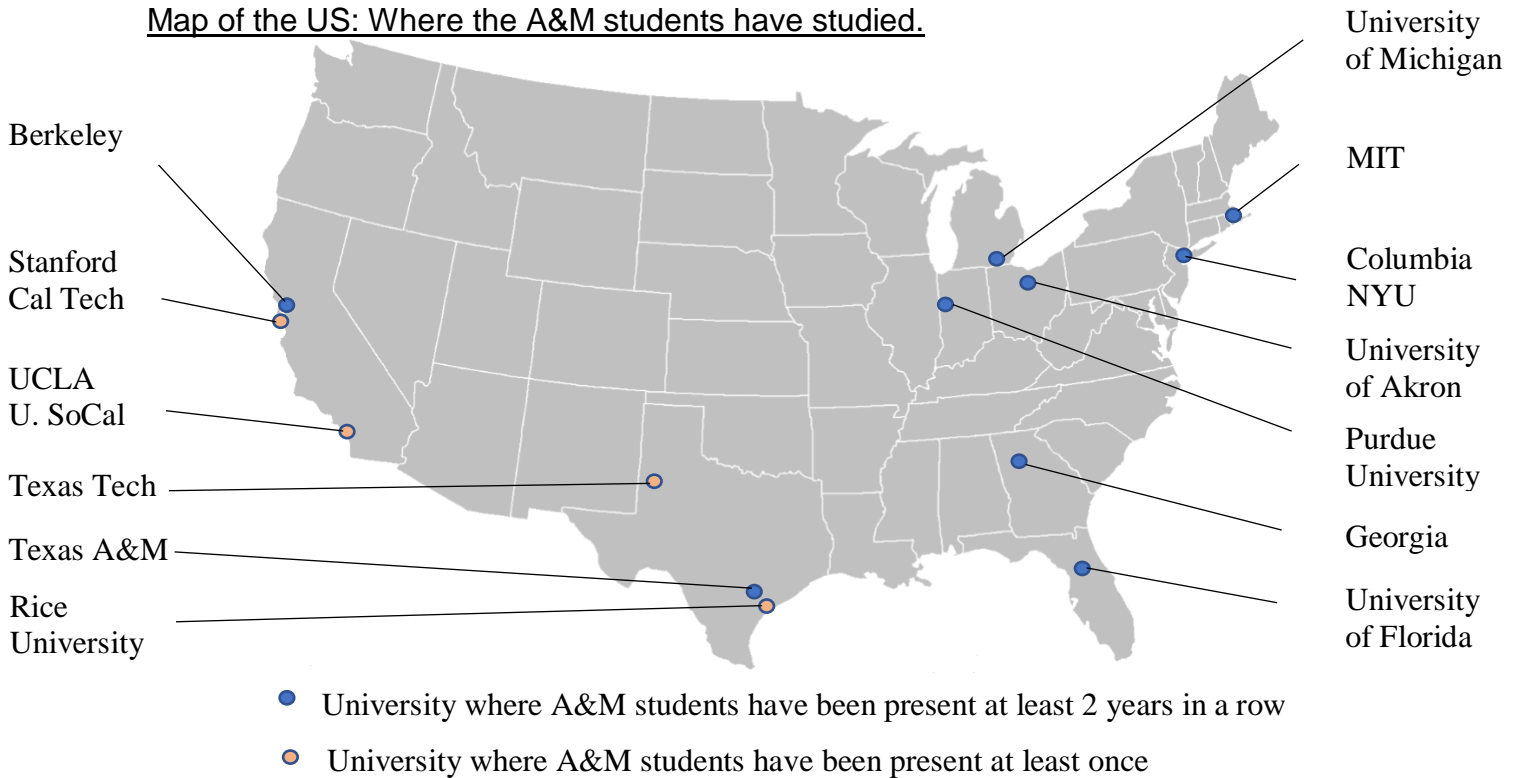 Map of the US: Where the A&M students have studied.
Berkeley
Stanford
Cal Tech
UCLA
U. SoCal
Texas Tech
Texas A&M
Rice
University
University
of Michigan
MIT
Columbia
NYU
University
of Akron
Purdue
University
Georgia
University
of Florida
University where A&M students have been present at least 2 years in a row
University where A&M students have been present at least once